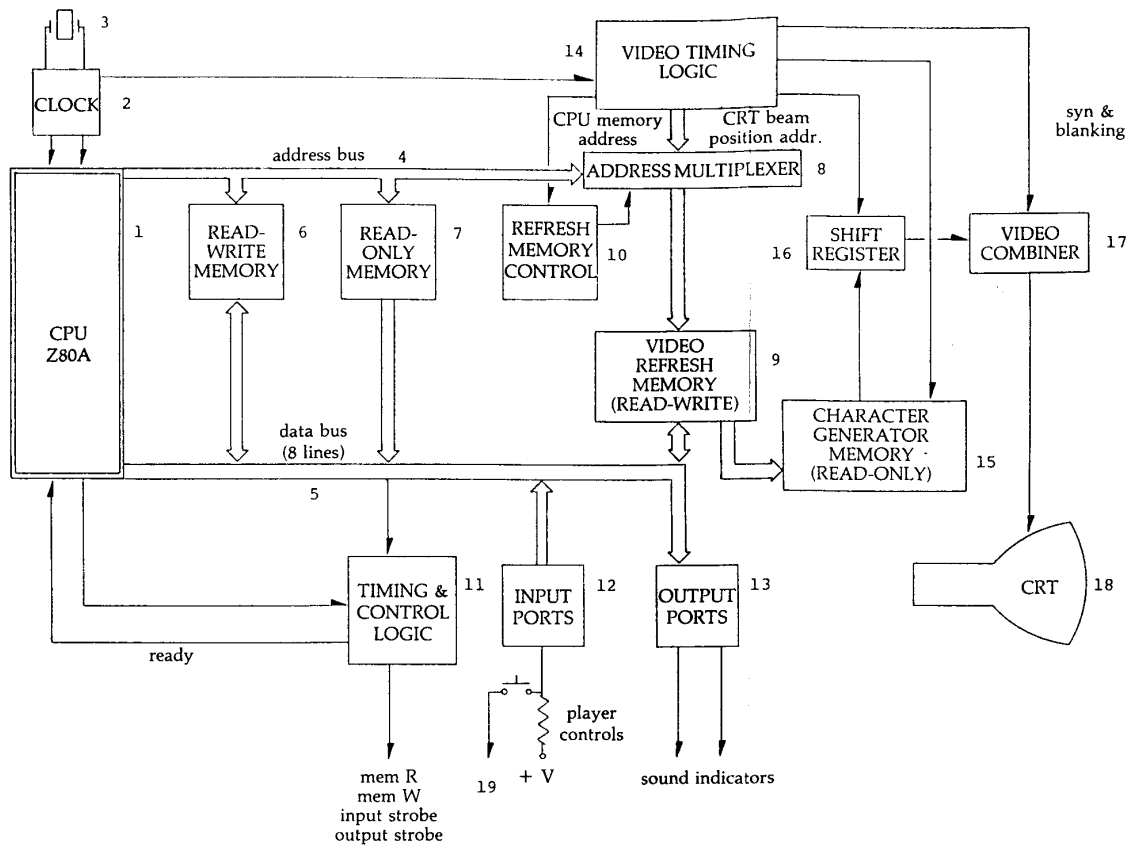 3
14
VIDEO TIMING
LOGIC
CLOCK
2
CPU memory
address
CRT beam
position addr.
syn &
blanking
address bus
4
ADDRESS MULTIPLEXER
8
1
READ-
WRITE
MEMORY
6
READ-
ONLY
MEMORY
7
REFRESH
MEMORY
CONTROL
10
16
SHIFT
REGISTER
VIDEO
COMBINER
17
CPU
Z80A
VIDEO
REFRESH
MEMORY
(READ-WRITE)
9
CHARACTER
GENERATOR
MEMORY
(READ-ONLY)
15
data bus
(8 lines)
5
TIMING &
CONTROL
LOGIC
11
INPUT
PORTS
12
OUTPUT
PORTS
13
CRT
18
ready
player
controls
19
+ V
mem R
mem W
input strobe
output strobe
sound indicators